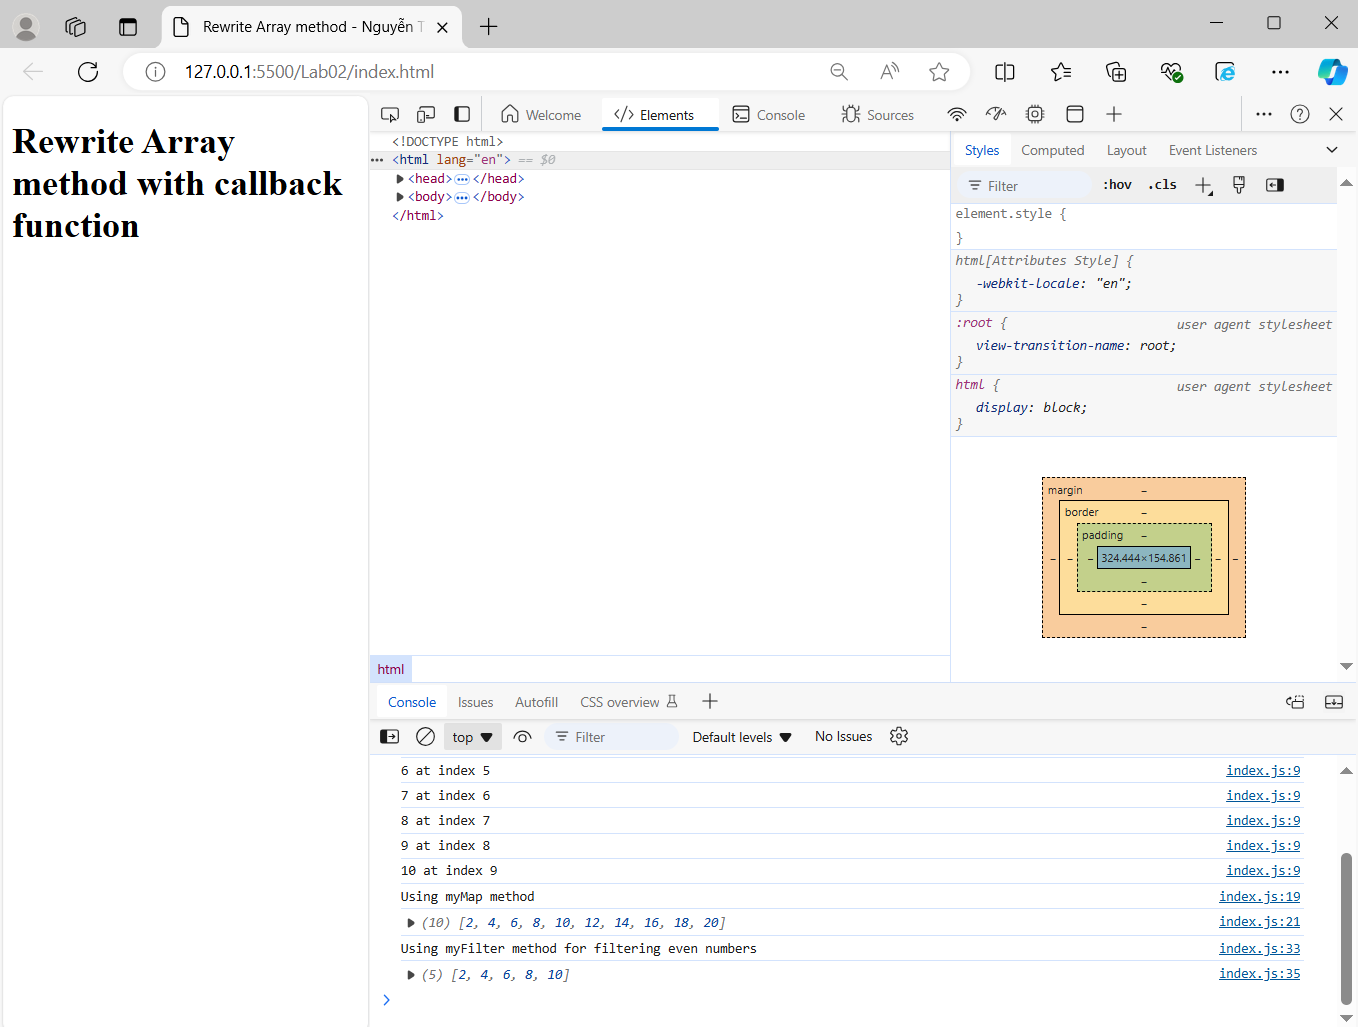 Rewrite Array method - Nguyễn T
127.0.0.1:5500/Lab02/index.html
Rewrite Array
method with callback
function
Welcome
</> Elements
Console
Sources
<!DOCTYPE html>
<html lang="en"> == $0
<head> ••• </head>
<body> ••• </body>
</html>
html
Styles
Computed
Layout
Event Listeners
Filter
:hov
.cls
element.style {
}
html[Attributes Style] {
-webkit-locale: "en";
}
:root {
user agent stylesheet
view-transition-name: root;
}
html {
user agent stylesheet
display: block;
}
margin
border
padding
324.444×154.861
Console
Issues
Autofill
CSS overview
top
Filter
Default levels
No Issues
6 at index 5 index.js:9
7 at index 6 index.js:9
8 at index 7 index.js:9
9 at index 8 index.js:9
10 at index 9 index.js:9
Using myMap method index.js:19
(10) [2, 4, 6, 8, 10, 12, 14, 16, 18, 20] index.js:21
Using myFilter method for filtering even numbers index.js:33
(5) [2, 4, 6, 8, 10] index.js:35